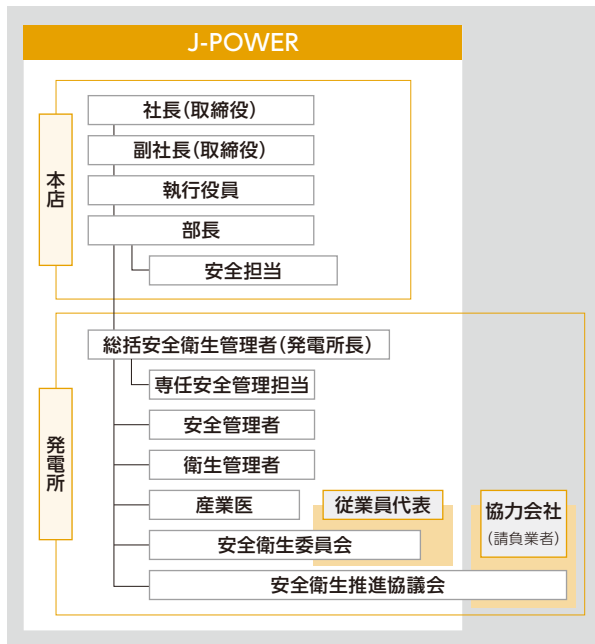 J-POWER
本店
社長(取締役)
副社長(取締役)
執行役員
部長
安全担当
発電所
総括安全衛生管理者(発電所長)
専任安全管理担当
安全管理者
衛生管理者
産業医
従業員代表
協力会社
(請負業者)
安全衛生委員会
安全衛生推進協議会